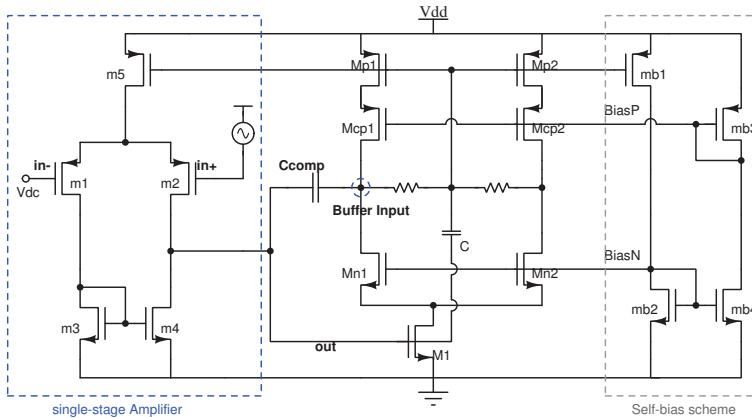 Vdd
m5
Mp1
Mp2
mb1
BiasP
Mcp1
Mcp2
mb3
in-
in+
Vdc
m1
m2
Ccomp
Buffer Input
C
BiasN
Mn1
Mn2
mb2
mb4
m3
m4
out
M1
single-stage Amplifier
Self-bias scheme